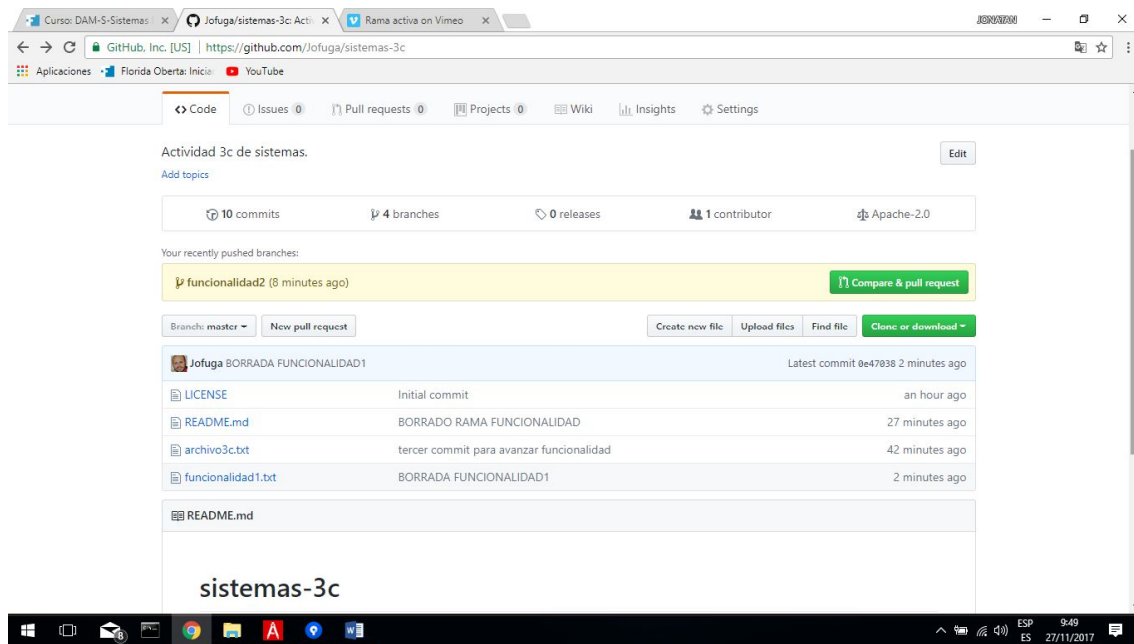 Curso: DAM-S-Sistemas
Jofuga/sistemas-3c: Activ
Rama activa on Vimeo
JONATAN
GitHub, Inc. [US] | https://github.com/Jofuga/sistemas-3c
Aplicaciones Florida Oberta: Iniciar YouTube
Code Issues 0 Pull requests 0 Projects 0 Wiki Insights Settings
Actividad 3c de sistemas. Edit
Add topics
10 commits 4 branches 0 releases 1 contributor Apache-2.0
Your recently pushed branches:
funcionalidad2 (8 minutes ago) Compare & pull request
Branch: master New pull request Create new file Upload files Find file Clone or download
Jofuga BORRADA FUNCIONALIDAD1 Latest commit 0e47038 2 minutes ago
LICENSE Initial commit an hour ago
README.md BORRADO RAMA FUNCIONALIDAD 27 minutes ago
archivo3c.txt tercer commit para avanzar funcionalidad 42 minutes ago
funcionalidad1.txt BORRADA FUNCIONALIDAD1 2 minutes ago
README.md
sistemas-3c
ESP 9:49
ES 27/11/2017